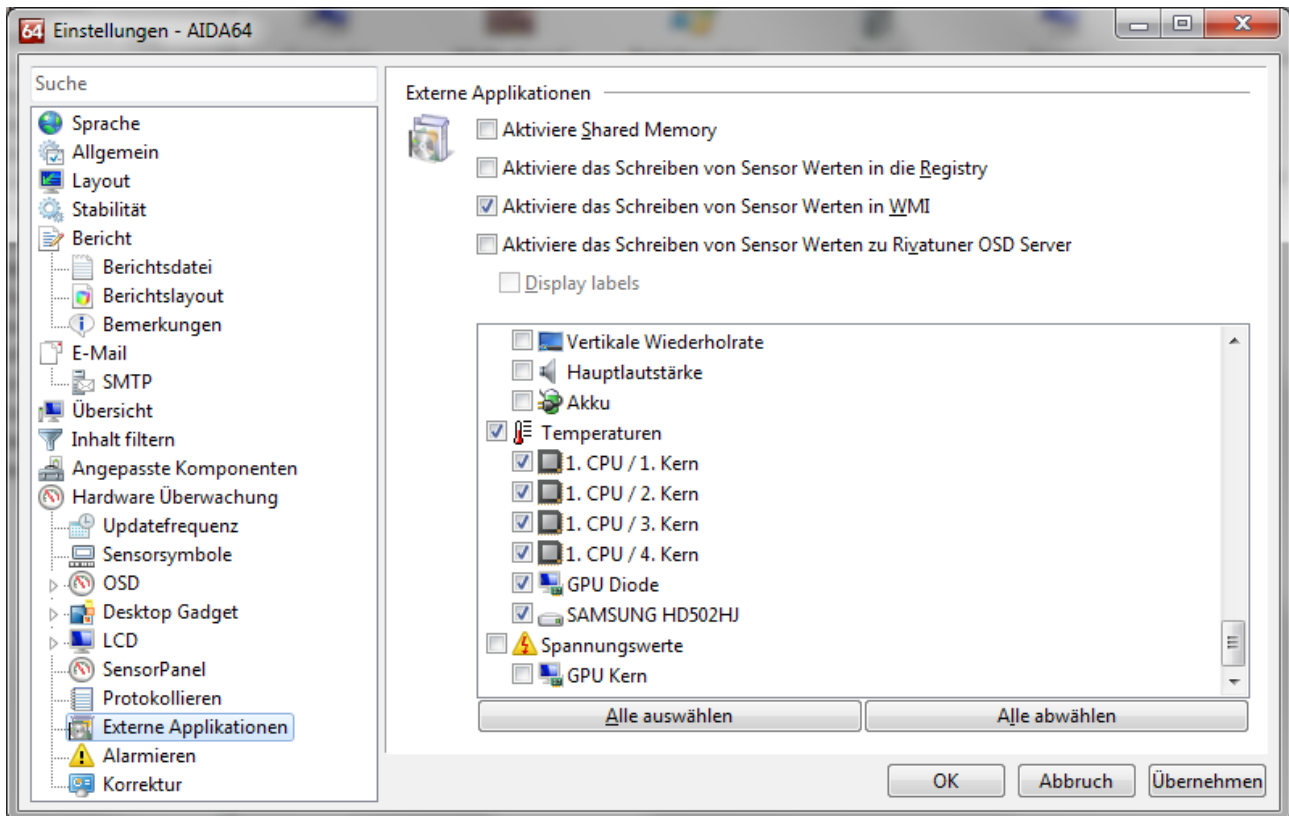 64 Einstellungen - AIDA64
Suche
Sprache
Allgemein
Layout
Stabilität
Bericht
Berichtsdatei
Berichtslayout
Bemerkungen
E-Mail
SMTP
Übersicht
Inhalt filtern
Angepasste Komponenten
Hardware Überwachung
Updatefrequenz
Sensorsymbole
OSD
Desktop Gadget
LCD
SensorPanel
Protokollieren
Externe Applikationen
Alarmieren
Korrektur
Externe Applikationen
Aktiviere Shared Memory
Aktiviere das Schreiben von Sensor Werten in die Registry
Aktiviere das Schreiben von Sensor Werten in WMI
Aktiviere das Schreiben von Sensor Werten zu Rivatuner OSD Server
Display labels
Vertikale Wiederholrate
Hauptlautstärke
Akku
Temperaturen
1. CPU / 1. Kern
1. CPU / 2. Kern
1. CPU / 3. Kern
1. CPU / 4. Kern
GPU Diode
SAMSUNG HD502HJ
Spannungswerte
GPU Kern
Alle auswählen
Alle abwählen
OK
Abbruch
Übernehmen